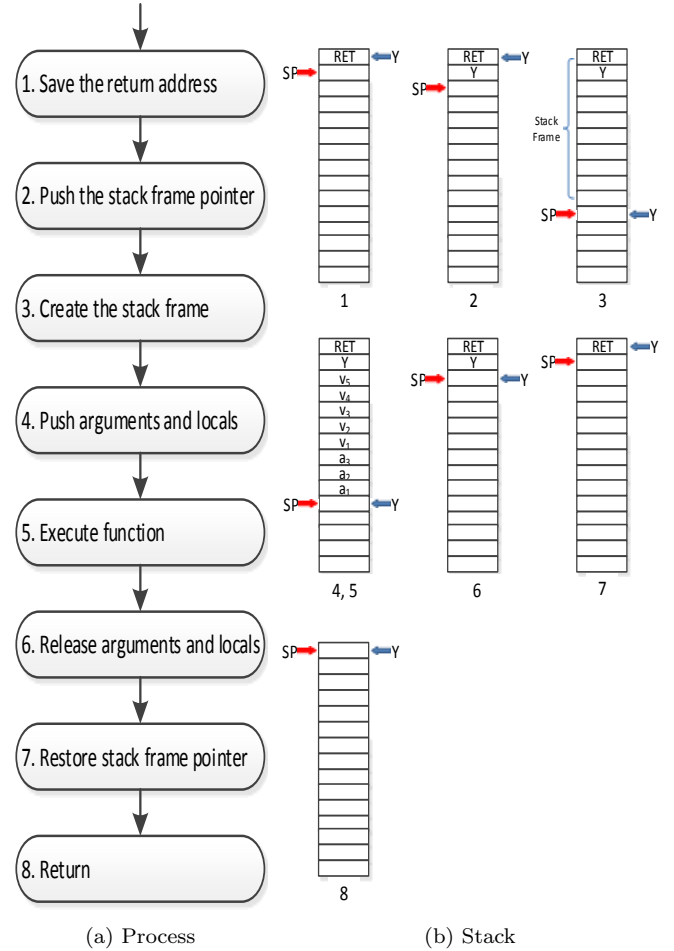 1. Save the return address
2. Push the stack frame pointer
3. Create the stack frame
4. Push arguments and locals
5. Execute function
6. Release arguments and locals
7. Restore stack frame pointer
8. Return
(a) Process
RET
Y
SP
1
RET
Y
Y
SP
2
RET
Y
Stack
Frame
SP
Y
3
RET
Y
v5
v4
v3
v2
v1
a3
a2
a1
SP
Y
4, 5
RET
Y
SP
Y
6
RET
Y
SP
7
SP
Y
8
(b) Stack